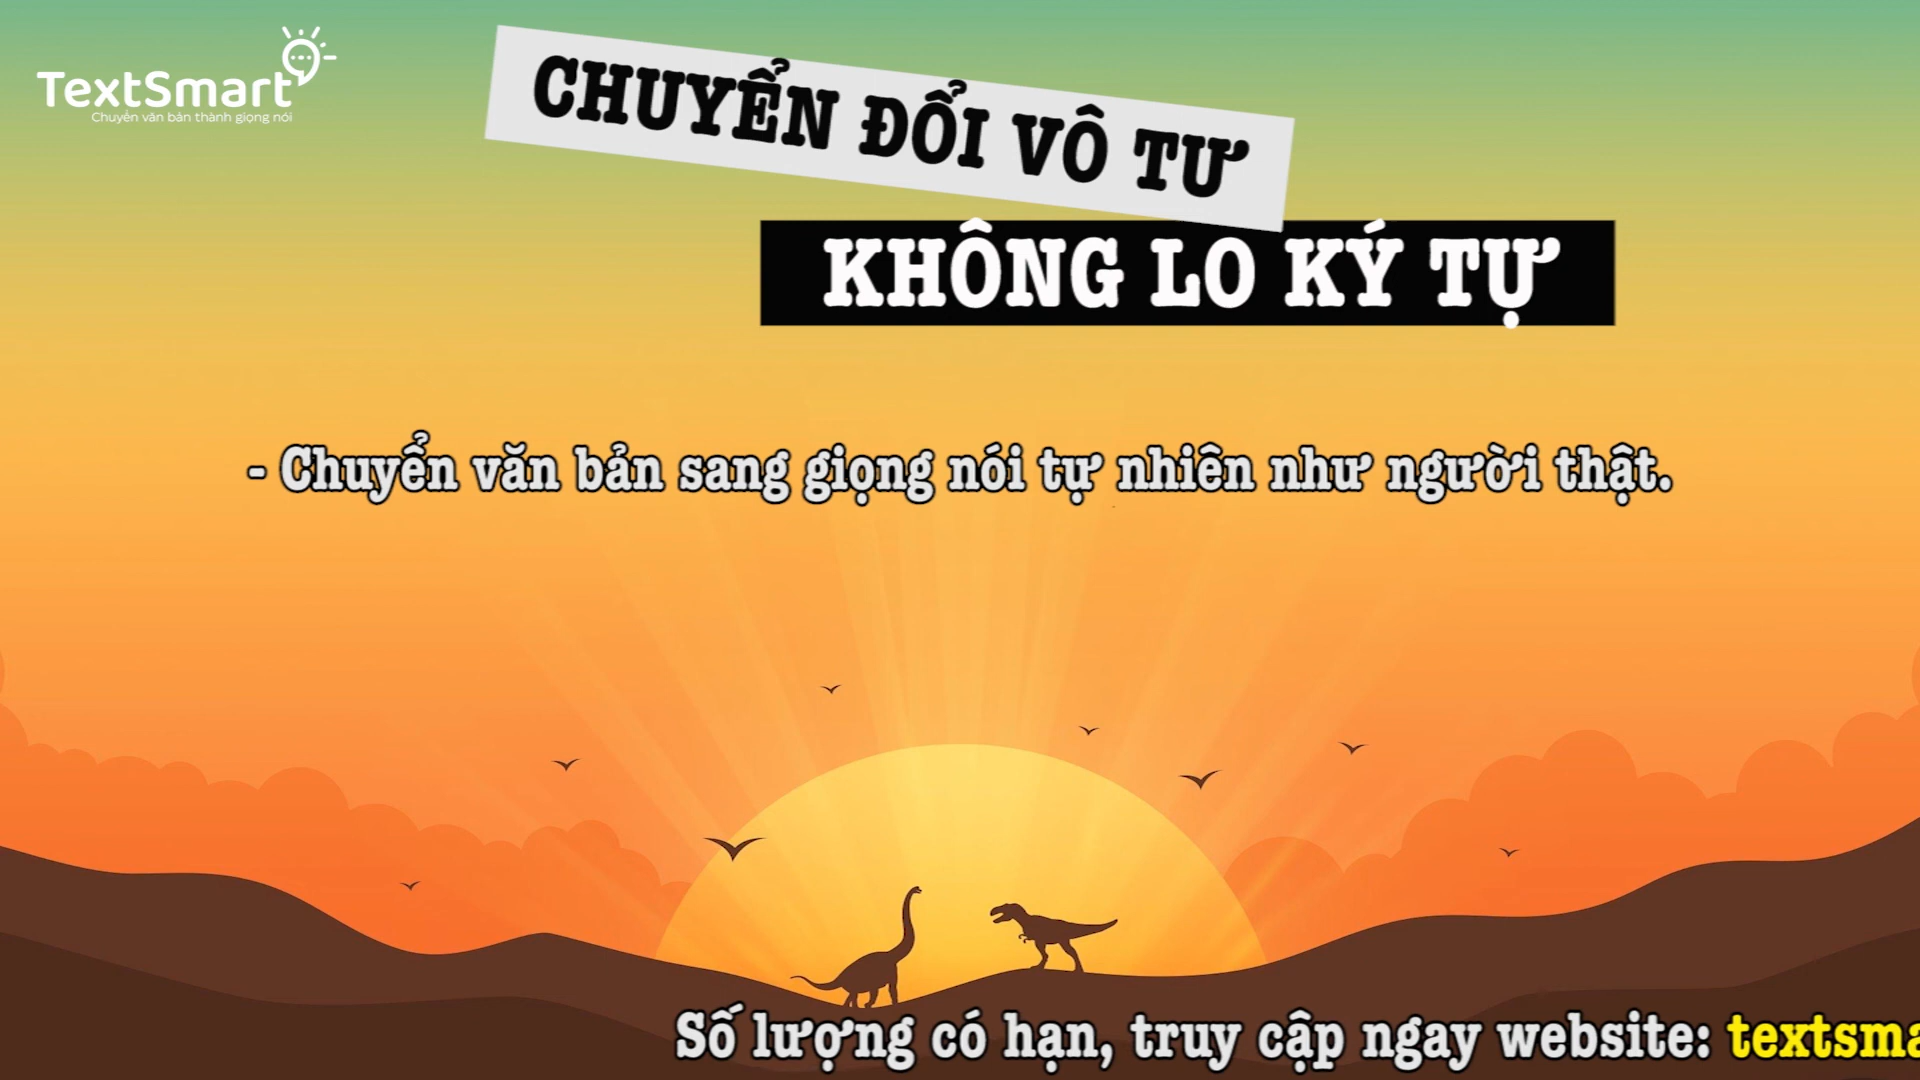 TextSmart
Chuyển văn bản thành giọng nói
CHUYỂN ĐỔI VÔ TƯ
KHÔNG LO KÝ TỰ
- Chuyển văn bản sang giọng nói tự nhiên như người thật.
Số lượng có hạn, truy cập ngay website: textsma